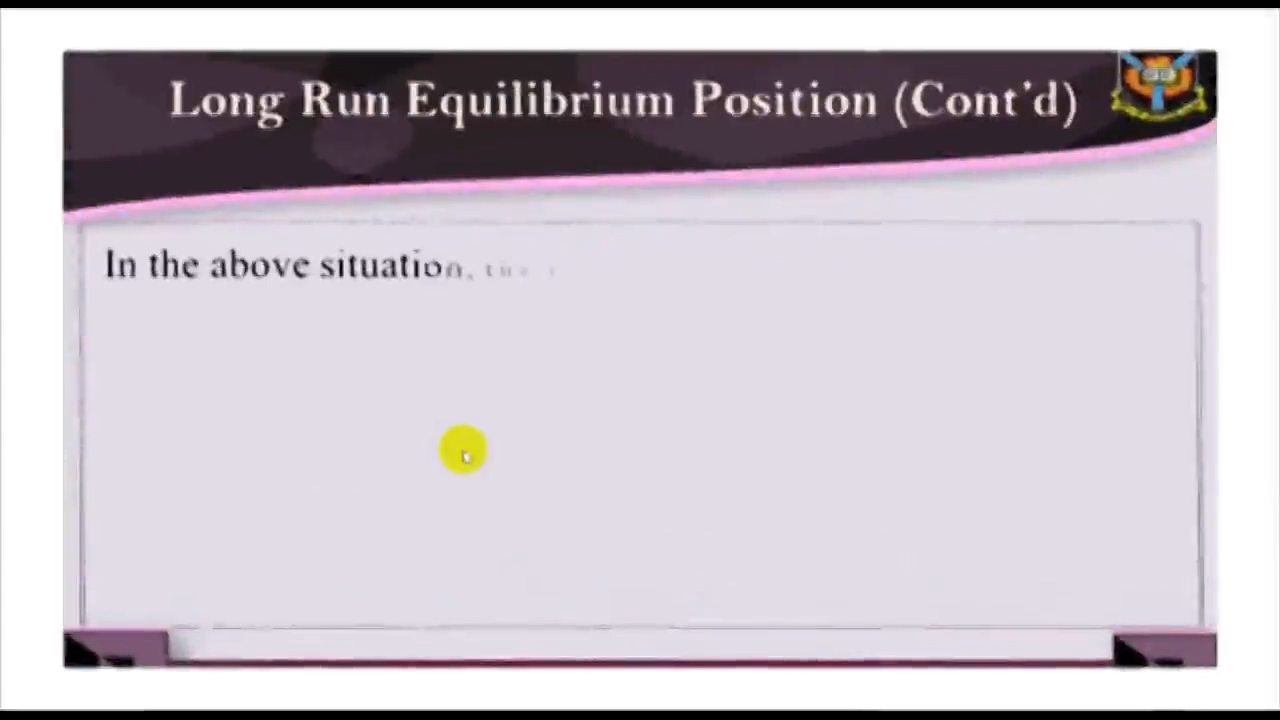 Long Run Equilibrium Position (Cont'd)
In the above situation,